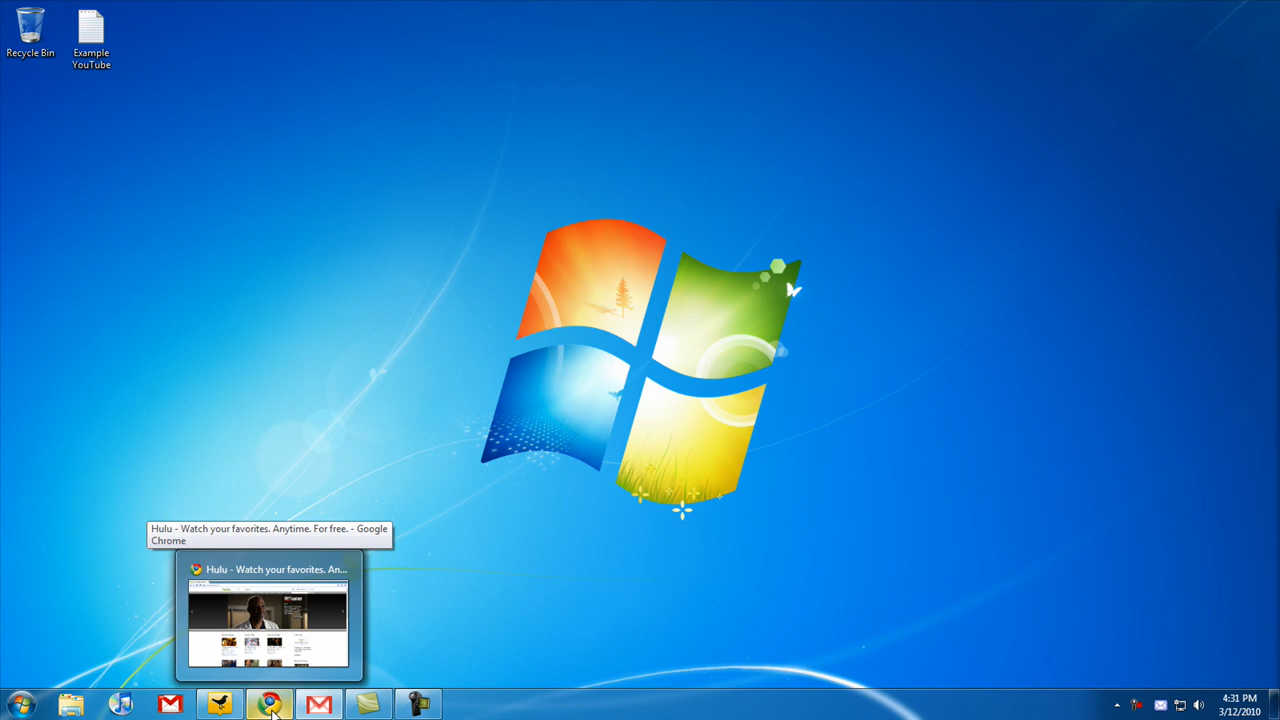 Recycle Bin
Example
YouTube
Hulu - Watch your favorites. Anytime. For free. - Google
Chrome
Hulu - Watch your favorites. An...
4:31 PM
3/12/2010